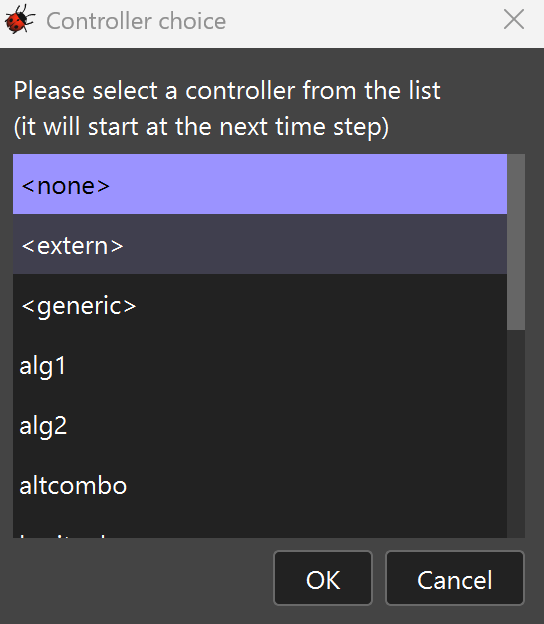 Controller choice
Please select a controller from the list
(it will start at the next time step)
<none>
<extern>
<generic>
alg1
alg2
altcombo
OK
Cancel